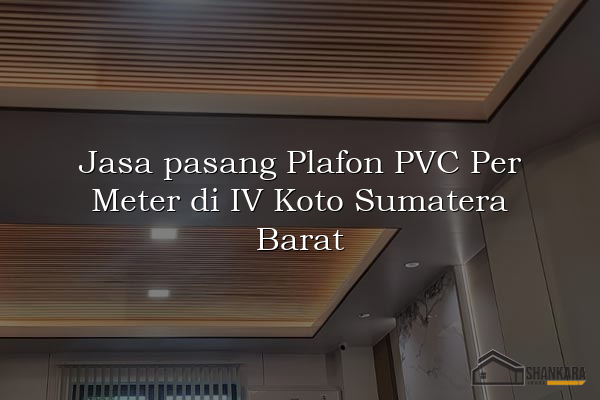 Jasa pasang Plafon PVC Per
Meter di IV Koto Sumatera
Barat
SHANKARA